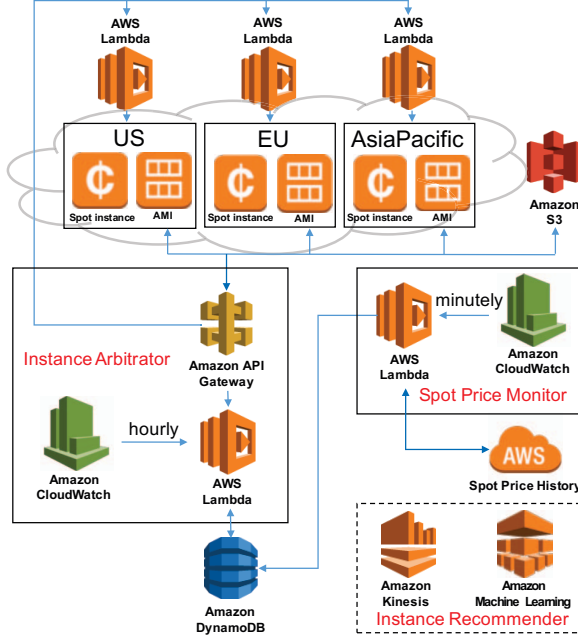 AWS
Lambda
AWS
Lambda
AWS
Lambda
US
EU
AsiaPacific
Spot instance
AMI
Spot instance
AMI
Spot instance
AMI
Amazon
S3
Instance Arbitrator
Amazon API
Gateway
hourly
Amazon
CloudWatch
AWS
Lambda
Amazon
DynamoDB
minutely
AWS
Lambda
Amazon
CloudWatch
Spot Price Monitor
AWS
Spot Price History
Amazon
Kinesis
Amazon
Machine Learning
Instance Recommender